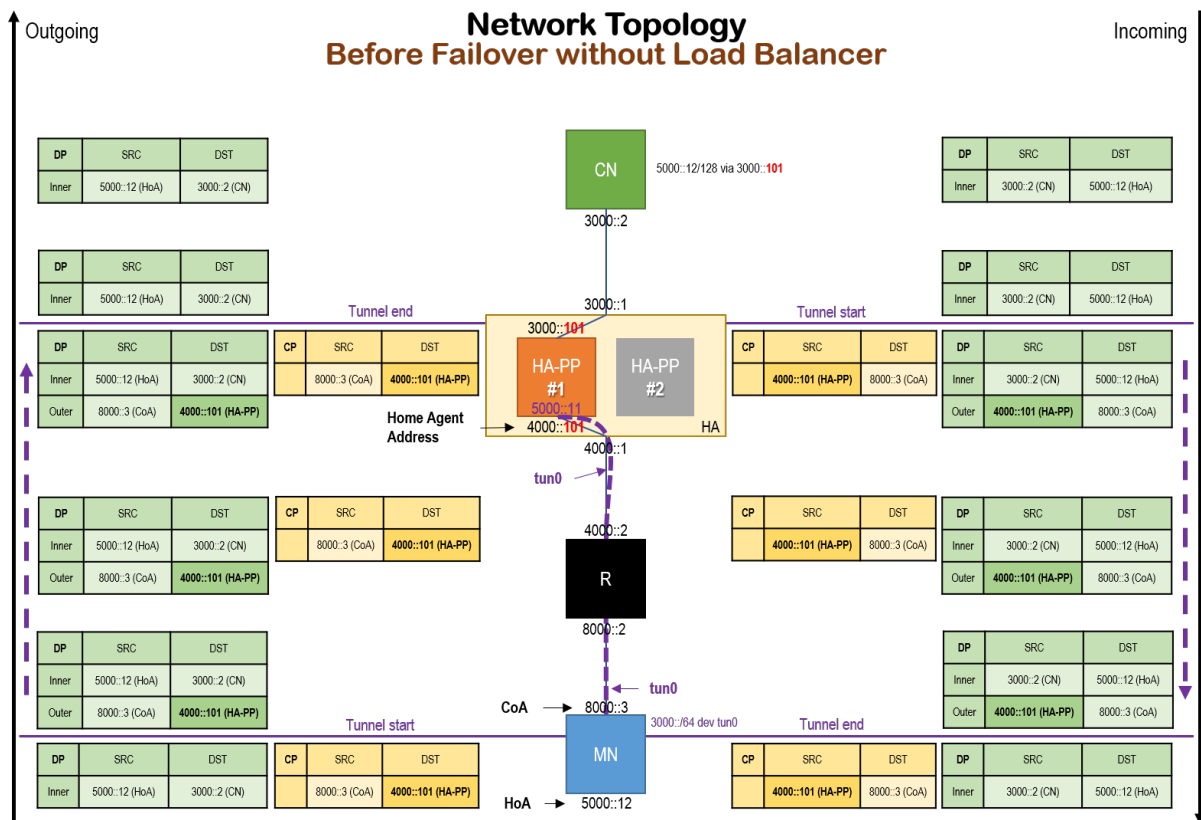 Outgoing
Network Topology
Incoming
Before Failover without Load Balancer
DP SRC DST
Inner 5000::12 (HoA) 3000::2 (CN)
CN
5000::12/128 via 3000::101
DP SRC DST
Inner 3000::2 (CN) 5000::12 (HoA)
3000::2
DP SRC DST
Inner 5000::12 (HoA) 3000::2 (CN)
DP SRC DST
Inner 3000::2 (CN) 5000::12 (HoA)
3000::1
Tunnel end
Tunnel start
DP SRC DST
Inner 5000::12 (HoA) 3000::2 (CN)
Outer 8000::3 (CoA) 4000::101 (HA-PP)
CP SRC DST
8000::3 (CoA) 4000::101 (HA-PP)
3000::101
HA-PP
#1
5000::11
4000::101
HA-PP
#2
HA
Home Agent
Address
4000::1
CP SRC DST
4000::101 (HA-PP) 8000::3 (CoA)
DP SRC DST
Inner 3000::2 (CN) 5000::12 (HoA)
Outer 4000::101 (HA-PP) 8000::3 (CoA)
tun0
DP SRC DST
Inner 5000::12 (HoA) 3000::2 (CN)
Outer 8000::3 (CoA) 4000::101 (HA-PP)
CP SRC DST
8000::3 (CoA) 4000::101 (HA-PP)
4000::2
R
8000::2
CP SRC DST
4000::101 (HA-PP) 8000::3 (CoA)
DP SRC DST
Inner 3000::2 (CN) 5000::12 (HoA)
Outer 4000::101 (HA-PP) 8000::3 (CoA)
DP SRC DST
Inner 5000::12 (HoA) 3000::2 (CN)
Outer 8000::3 (CoA) 4000::101 (HA-PP)
tun0
DP SRC DST
Inner 3000::2 (CN) 5000::12 (HoA)
Outer 4000::101 (HA-PP) 8000::3 (CoA)
CoA
8000::3
Tunnel start
3000::/64 dev tun0
Tunnel end
DP SRC DST
Inner 5000::12 (HoA) 3000::2 (CN)
CP SRC DST
8000::3 (CoA) 4000::101 (HA-PP)
MN
CP SRC DST
4000::101 (HA-PP) 8000::3 (CoA)
DP SRC DST
Inner 3000::2 (CN) 5000::12 (HoA)
HoA
5000::12